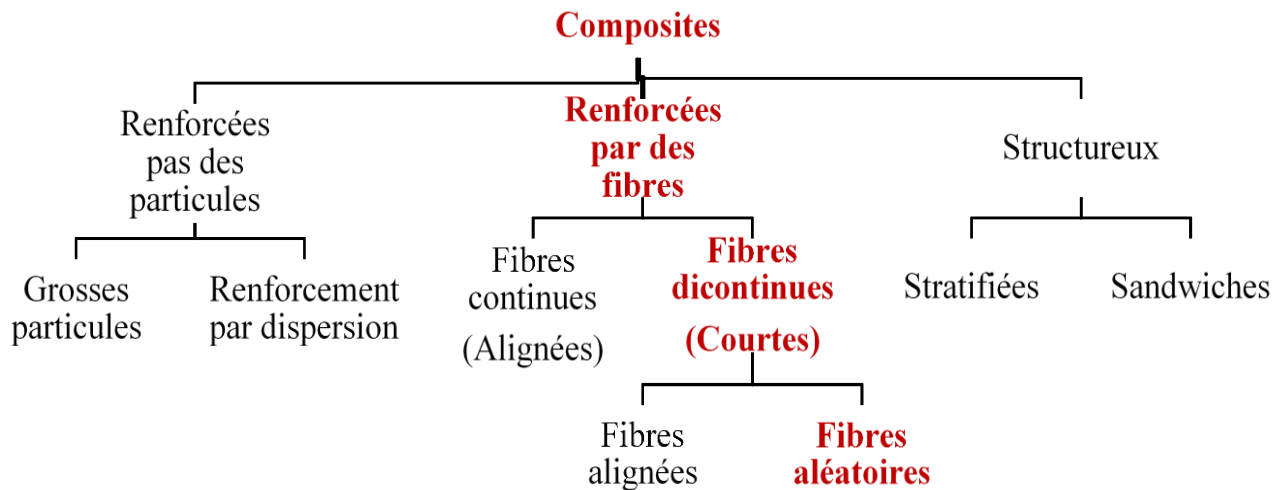 Composites
Renforcées
pas des
particules
Renforcées
par des
fibres
Structureux
Grosses
particules
Renforcement
par dispersion
Fibres
continues
(Alignées)
Fibres
dicontinues
(Courtes)
Stratifiées
Sandwiches
Fibres
alignées
Fibres
aléatoires